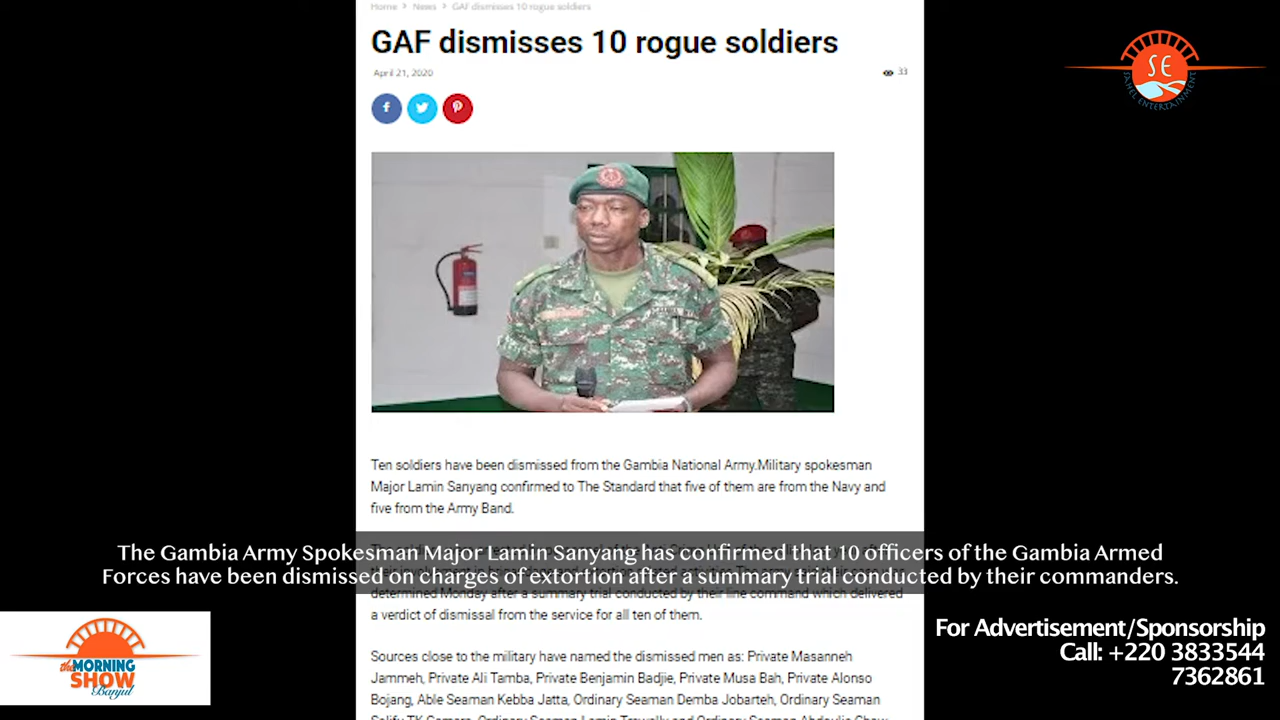 Home > News > GAF dismisses 10 rogue soldiers
GAF dismisses 10 rogue soldiers
April 21, 2020
33
SE
SAHEL ENTERTAINMENT
Ten soldiers have been dismissed from the Gambia National Army.Military spokesman
Major Lamin Sanyang confirmed to The Standard that five of them are from the Navy and
five from the Army Band.
The Gambia Army Spokesman Major Lamin Sanyang has confirmed that 10 officers of the Gambia Armed
Forces have been dismissed on charges of extortion after a summary trial conducted by their commanders.
determined Monday after a summary trial conducted by their line command which delivered
a verdict of dismissal from the service for all ten of them.
Sources close to the military have named the dismissed men as: Private Masanneh
Jammeh, Private Ali Tamba, Private Benjamin Badjie, Private Musa Bah, Private Alonso
Bojang, Able Seaman Kebba Jatta, Ordinary Seaman Demba Jobarteh, Ordinary Seaman
the MORNING
SHOW
Banjul
For Advertisement/Sponsorship
Call: +220 3833544
7362861